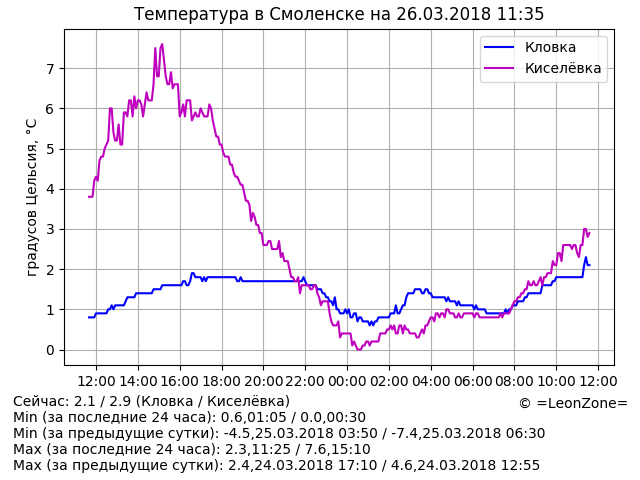 Температура в Смоленске на 26.03.2018 11:35
градусов Цельсия, °C
7
6
5
4
3
2
1
0
Кловка
Киселёвка
12:00 14:00 16:00 18:00 20:00 22:00 00:00 02:00 04:00 06:00 08:00 10:00 12:00
Сейчас: 2.1 / 2.9 (Кловка / Киселёвка)
© =LeonZone=
Min (за последние 24 часа): 0.6,01:05 / 0.0,00:30
Min (за предыдущие сутки): -4.5,25.03.2018 03:50 / -7.4,25.03.2018 06:30
Max (за последние 24 часа): 2.3,11:25 / 7.6,15:10
Max (за предыдущие сутки): 2.4,24.03.2018 17:10 / 4.6,24.03.2018 12:55